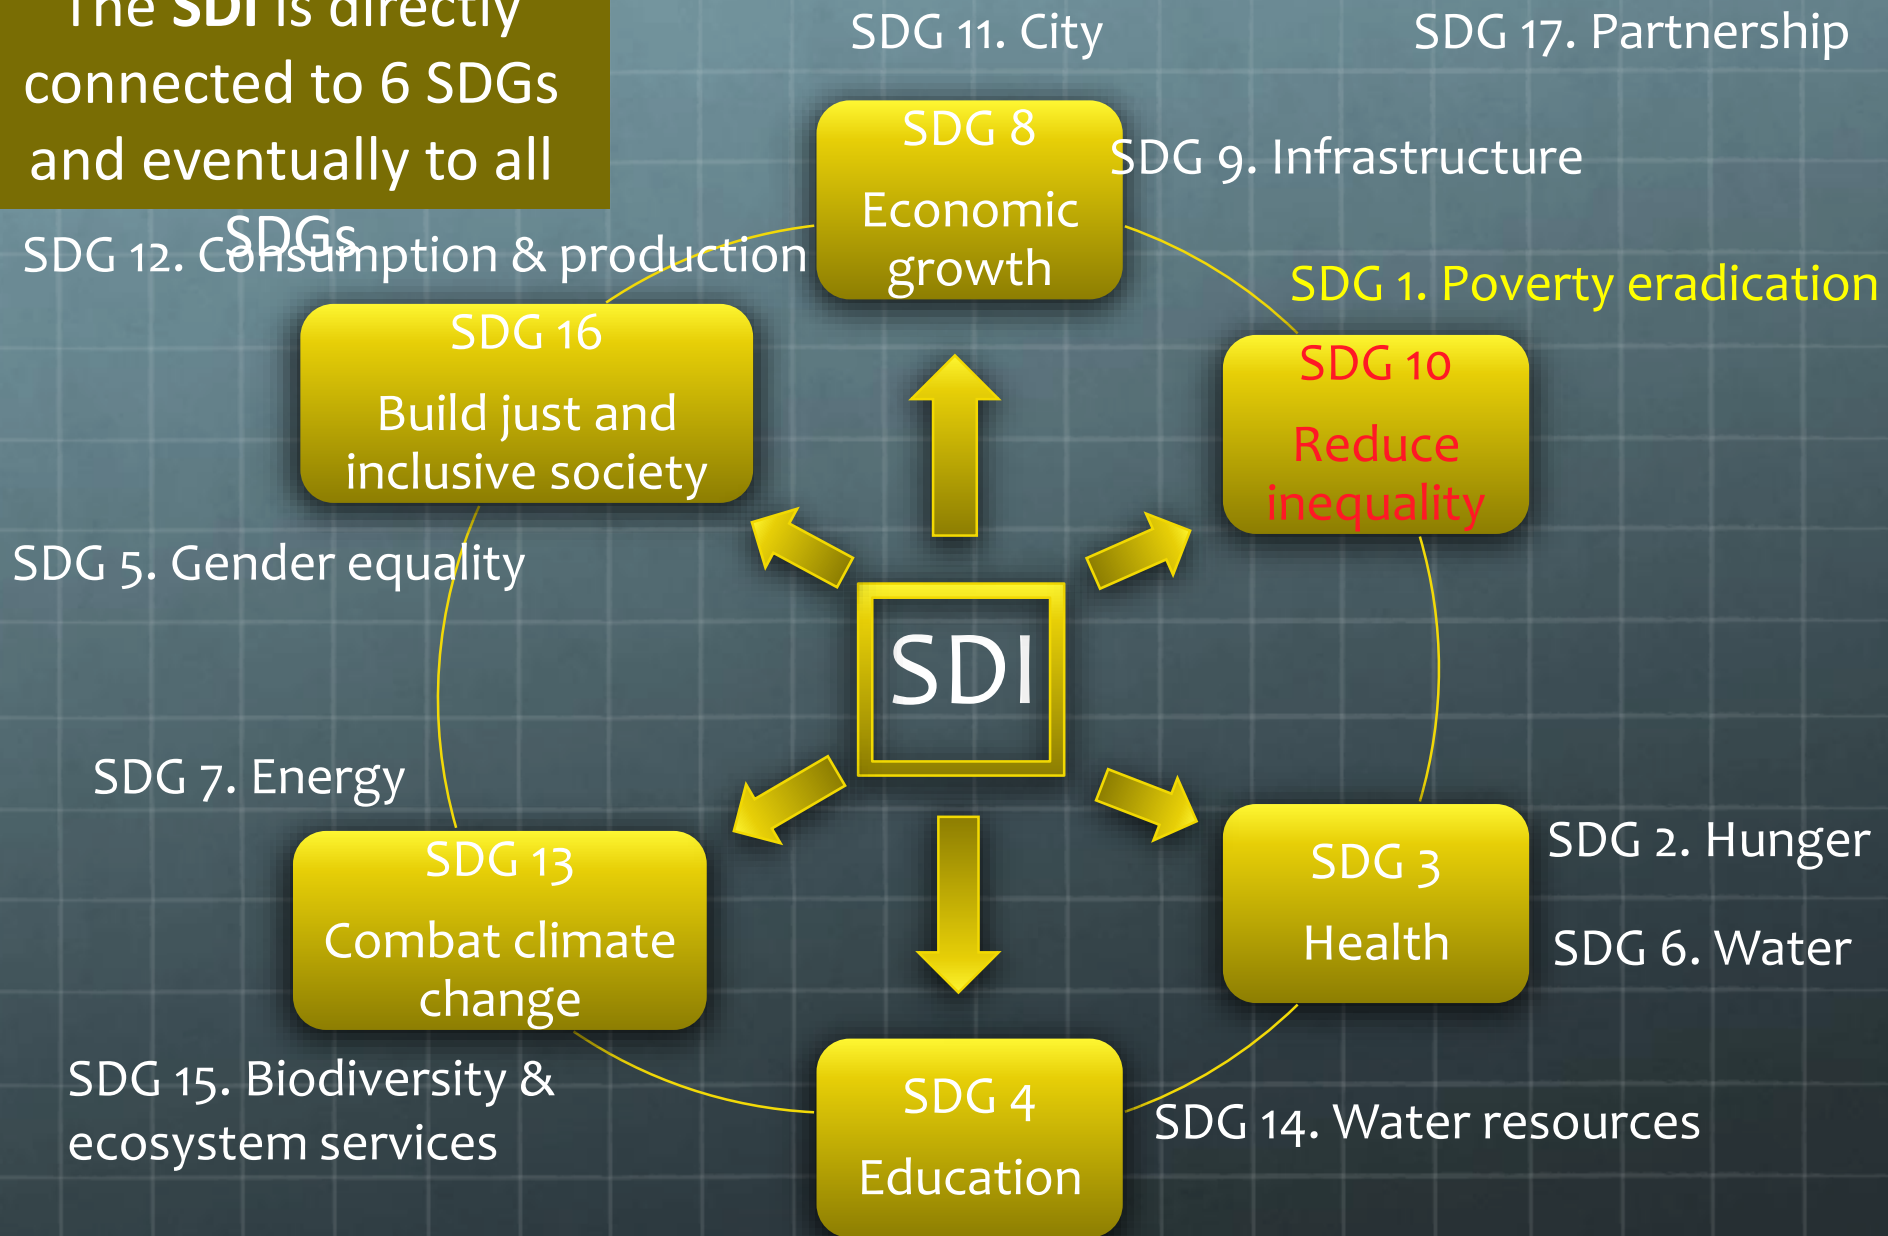 The SDI is directly
connected to 6 SDGs
and eventually to all
SDGs
SDG 11. City
SDG 17. Partnership
SDG 8
Economic
growth
SDG 9. Infrastructure
SDG 12. Consumption & production
SDG 1. Poverty eradication
SDG 16
Build just and
inclusive society
SDG 10
Reduce
inequality
SDG 5. Gender equality
SDI
SDG 7. Energy
SDG 13
Combat climate
change
SDG 3
Health
SDG 2. Hunger
SDG 6. Water
SDG 15. Biodiversity &
ecosystem services
SDG 4
Education
SDG 14. Water resources